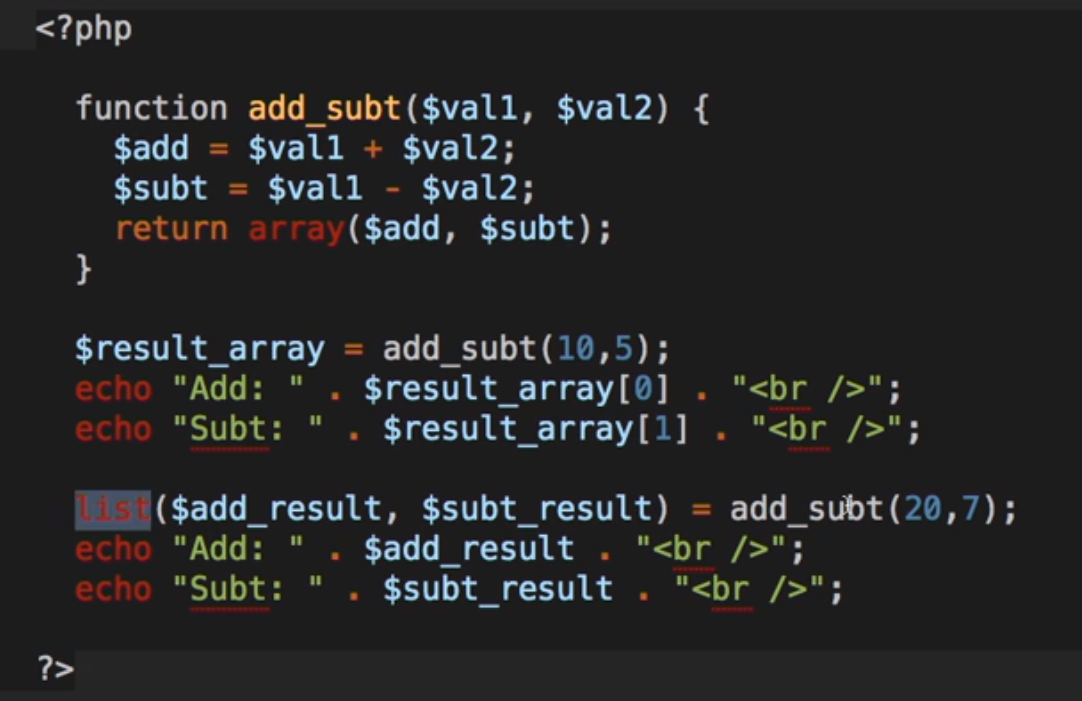 <?php
function add_subt($val1, $val2) {
$add = $val1 + $val2;
$subt = $val1 - $val2;
return array($add, $subt);
}
$result_array = add_subt(10,5);
echo "Add: " . $result_array[0] . "<br />";
echo "Subt: " . $result_array[1] . "<br />";
list($add_result, $subt_result) = add_subt(20,7);
echo "Add: " . $add_result . "<br />";
echo "Subt: " . $subt_result . "<br />";
?>